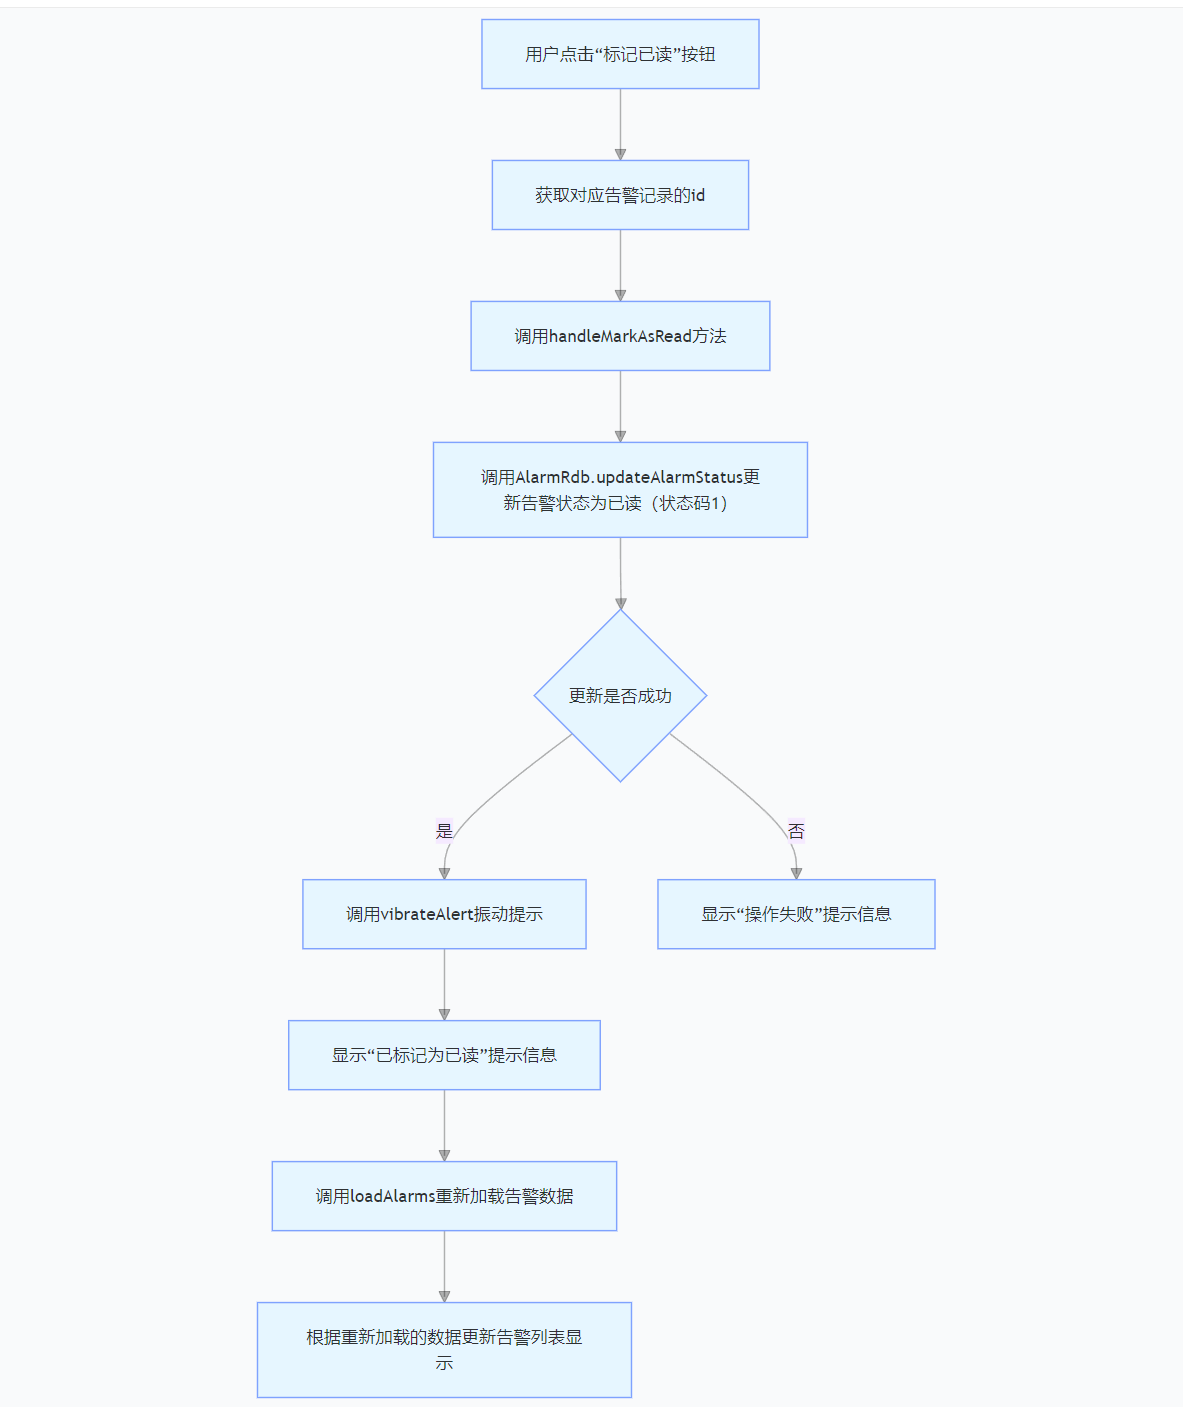 用户点击“标记已读”按钮
获取对应告警记录的id
调用handleMarkAsRead方法
调用AlarmRdb.updateAlarmStatus更
新告警状态为已读（状态码1）
更新是否成功
是
否
调用vibrateAlert振动提示
显示“操作失败”提示信息
显示“已标记为已读”提示信息
调用loadAlarms重新加载告警数据
根据重新加载的数据更新告警列表显
示